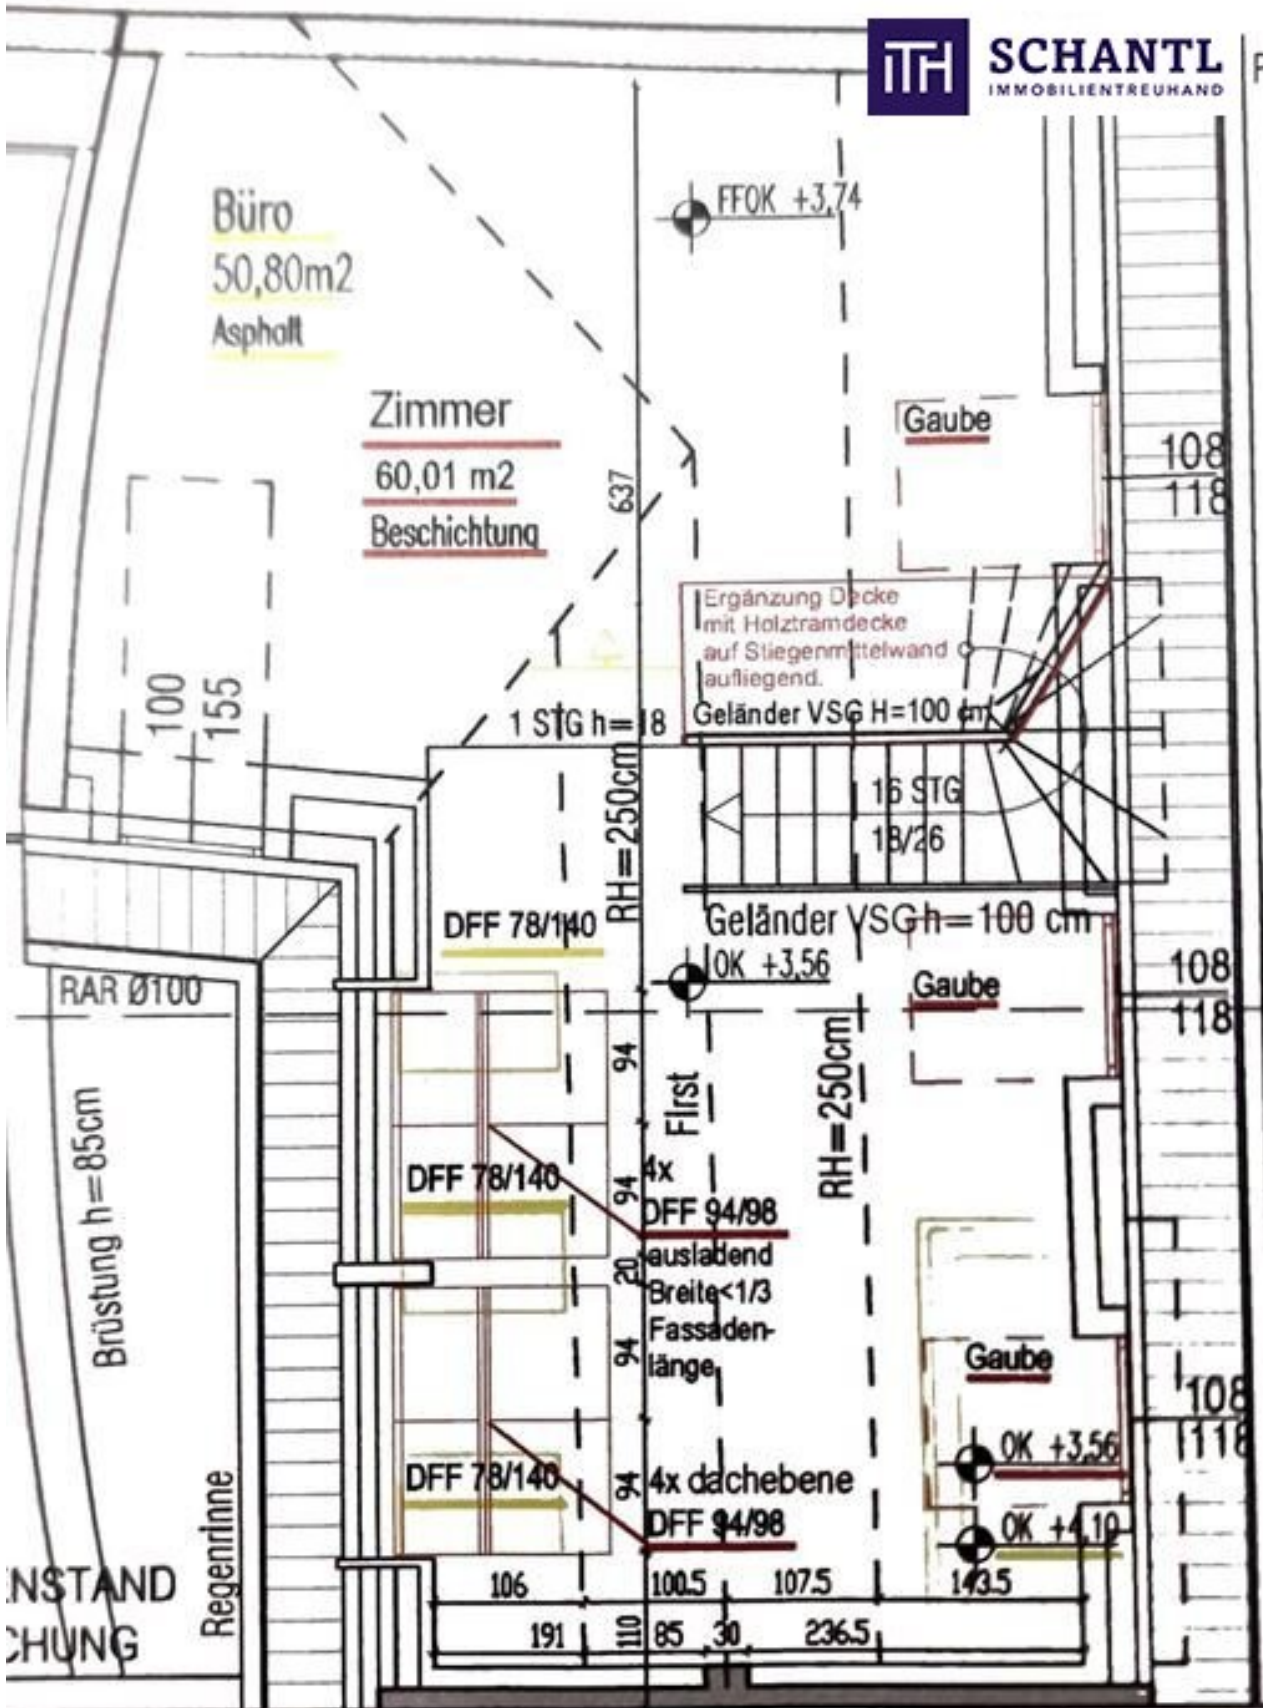 ITH SCHANTL
IMMOBILIENTREUHAND
Büro
50,80m2
Asphalt
FFOK +3,74
Zimmer
60,01 m2
Beschichtung
637
Gaube
108
118
100
155
Ergänzung Decke
mit Holztramdecke
auf Stiegenmittelwand
aufliegend.
1 STG h=18
Geländer VSG H=100 cm
16 STG
18/26
RH=250cm
DFF 78/140
Geländer VSG h=100 cm
OK +3,56
RAR Ø100
Gaube
108
118
94
First
RH=250cm
Brüstung h=85cm
DFF 78/140
94
4x
DFF 94/98
ausladend
Breite<1/3
Fassaden-
länge
20
94
Gaube
108
118
OK +3,56
DFF 78/140
94
4x dachebene
DFF 94/98
OK +4,10
Regenrinne
NSTAND
CHUNG
106
100.5
107.5
143.5
191
110
85
30
236.5